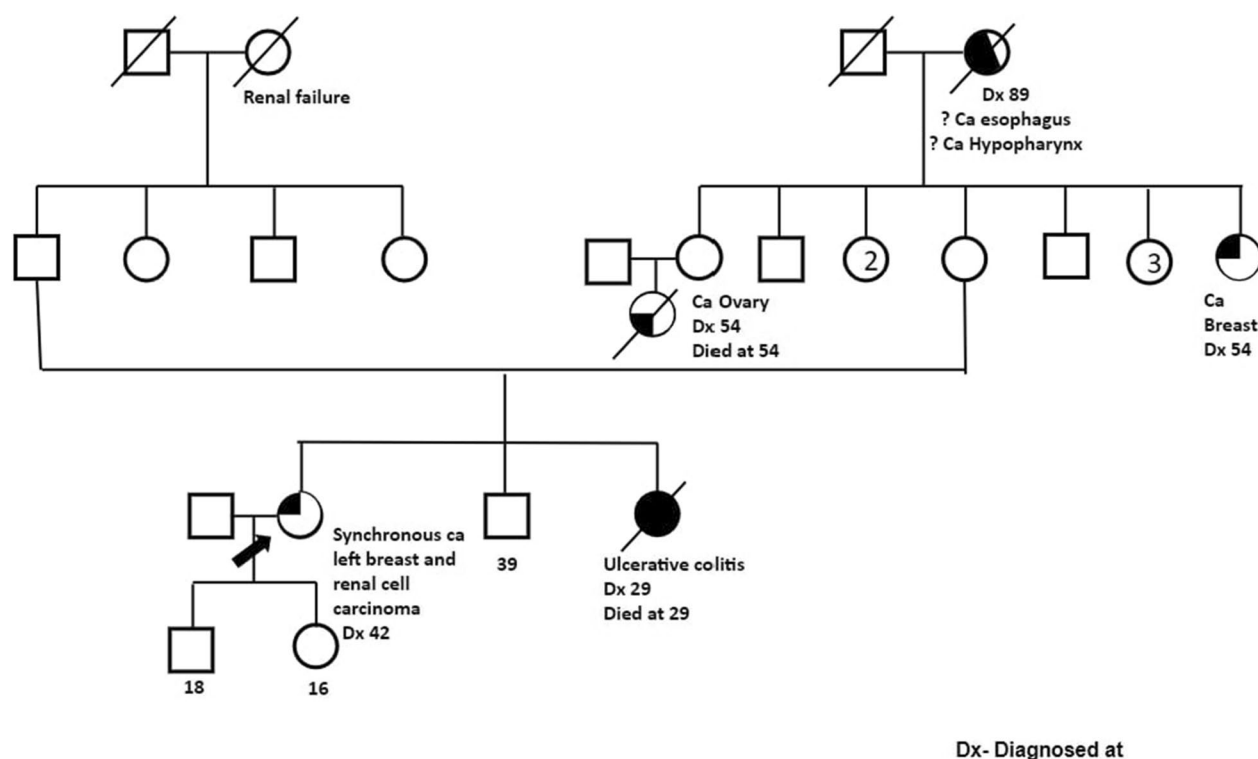 Renal failure
Dx 89
? Ca esophagus
? Ca Hypopharynx
2
3
Ca Ovary
Dx 54
Died at 54
Ca
Breast
Dx 54
Synchronous ca
left breast and
renal cell
carcinoma
Dx 42
39
Ulcerative colitis
Dx 29
Died at 29
18
16
Dx- Diagnosed at